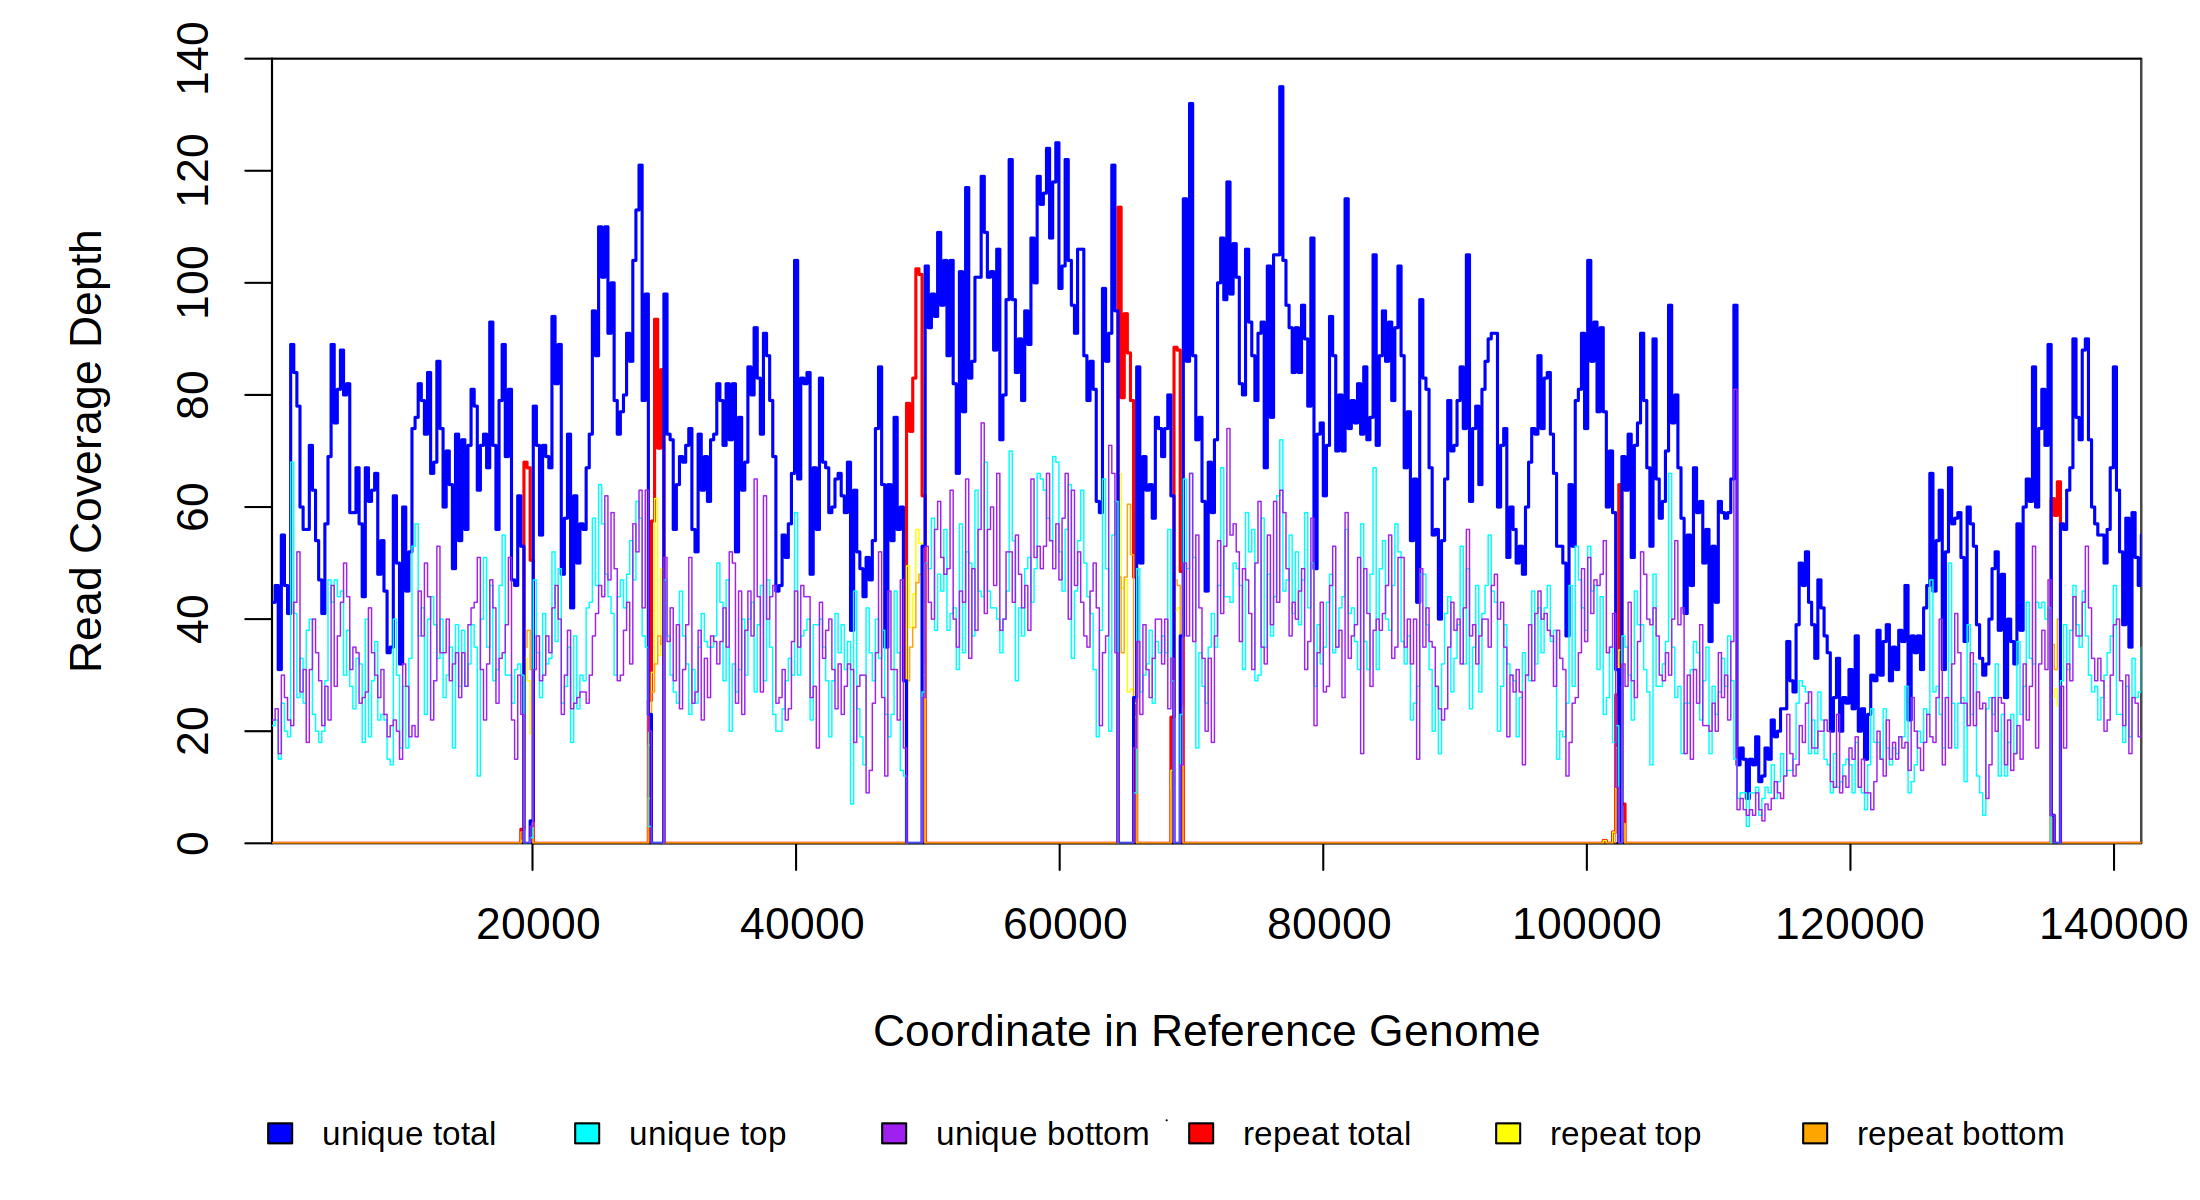 140
120
100
80
60
40
20
0
Read Coverage Depth
20000 40000 60000 80000 100000 120000 140000
Coordinate in Reference Genome
unique total unique top unique bottom repeat total repeat top repeat bottom